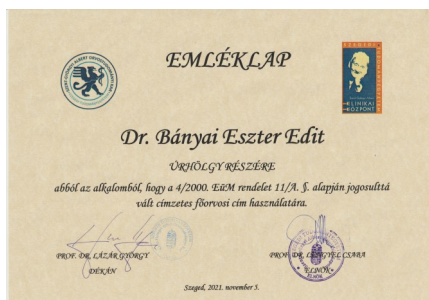 EMLÉKLAP
KLINIKAI
KÖZPONT
Dr. Bányai Eszter Edit
ÚRHÖLGY RÉSZÉRE
abból az alkalomból, hogy a 4/2000. EüM rendelet 11/A. §. alapján jogosulttá
vált címzetes főorvosi cím használatára.
PROF. DR. LÁZÁR GYÖRGY
DÉKÁN
PROF. DR. LENGYEL CSABA
ELNÖK
Szeged, 2021. november 5.